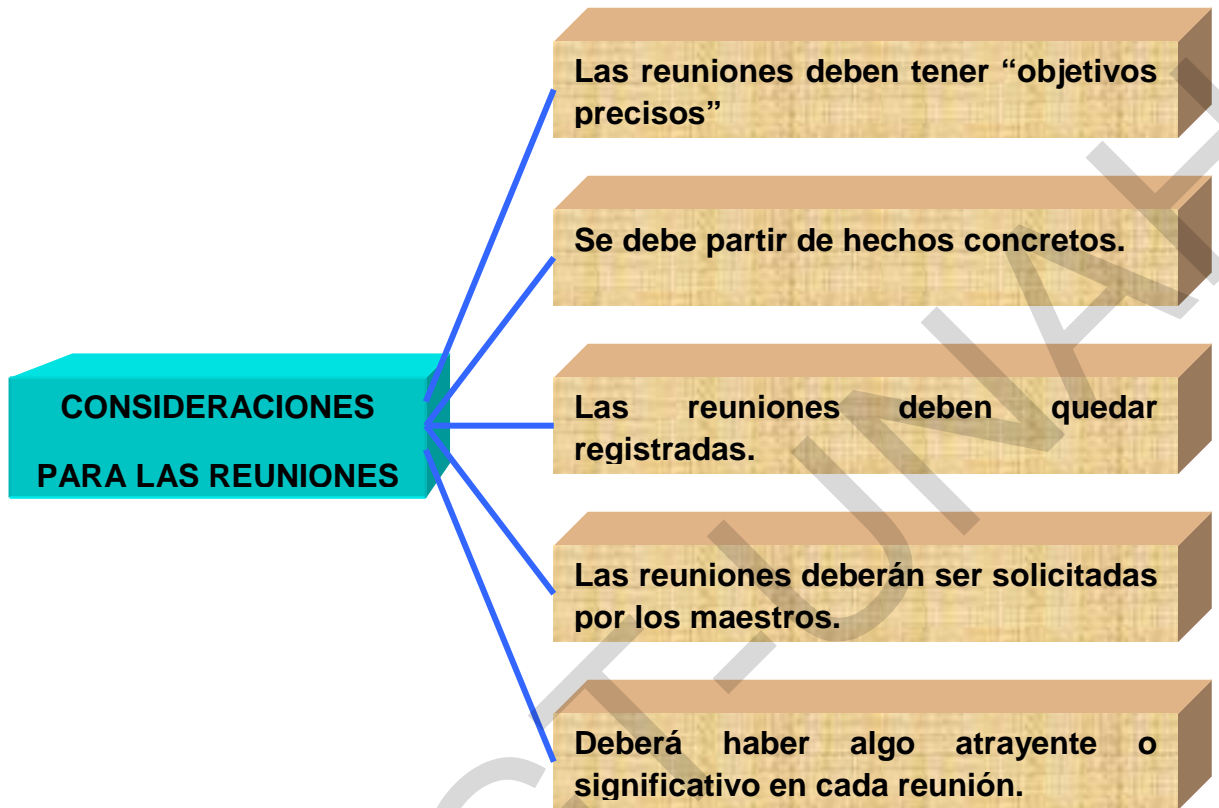 Las reuniones deben tener “objetivos
precisos”
Se debe partir de hechos concretos.
CONSIDERACIONES
PARA LAS REUNIONES
Las reuniones deben quedar
registradas.
Las reuniones deberán ser solicitadas
por los maestros.
Deberá haber algo atrayente o
significativo en cada reunión.